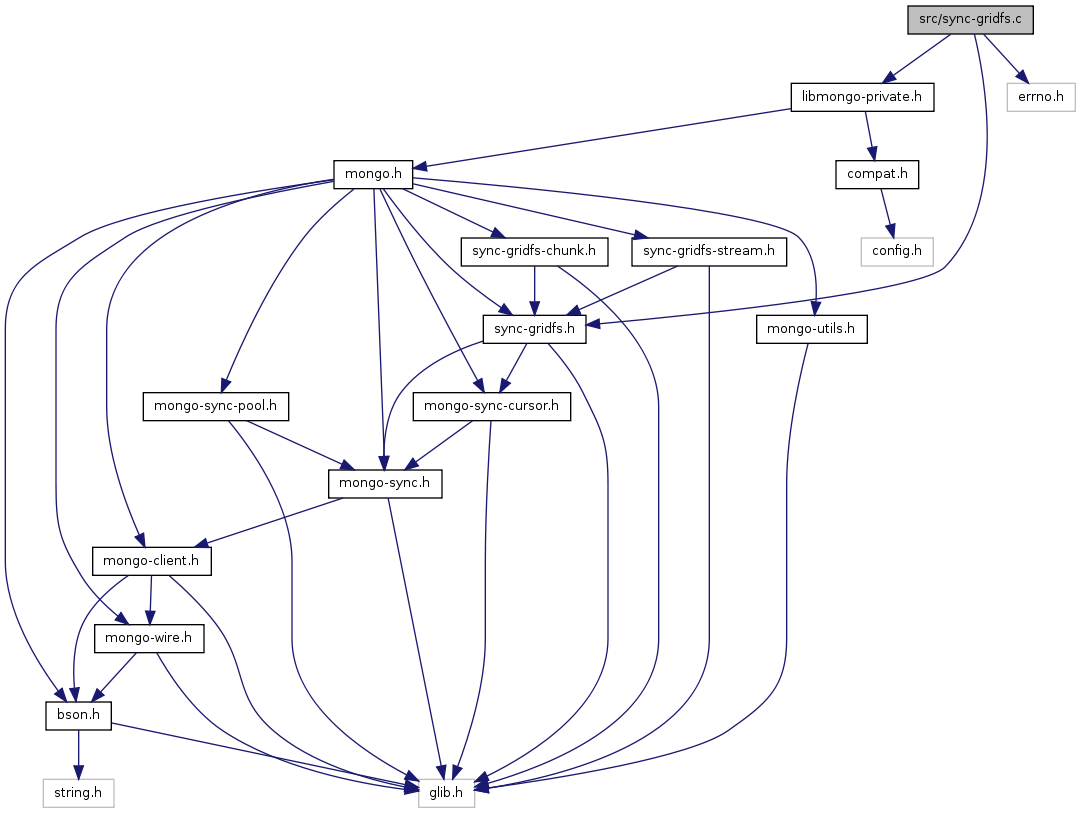 src/sync-gridfs.c
libmongo-private.h
errno.h
mongo.h
compat.h
sync-gridfs-chunk.h
sync-gridfs-stream.h
config.h
sync-gridfs.h
mongo-utils.h
mongo-sync-pool.h
mongo-sync-cursor.h
mongo-sync.h
mongo-client.h
mongo-wire.h
bson.h
string.h
glib.h